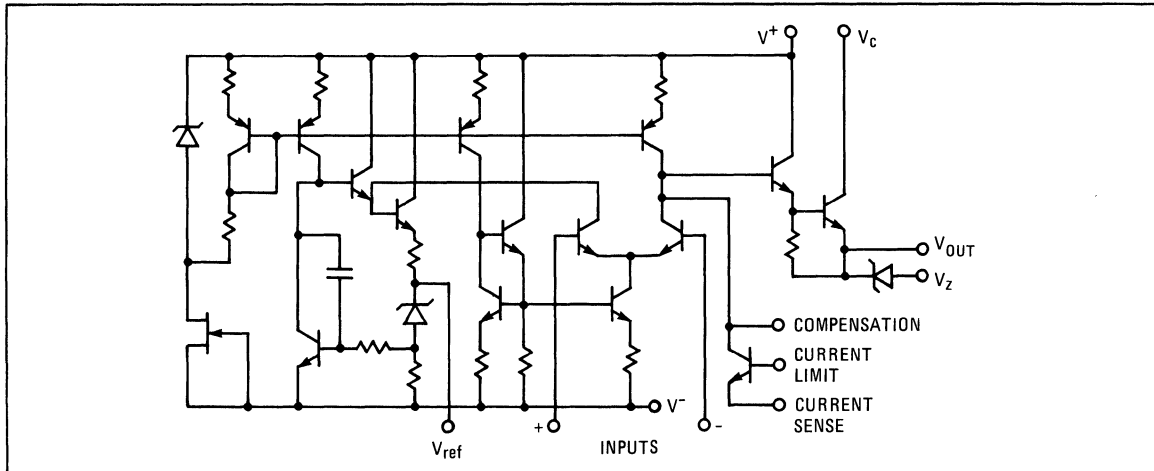 V+
Vc
VOUT
Vz
COMPENSATION
CURRENT
LIMIT
CURRENT
SENSE
V-
Vref
+ INPUTS -